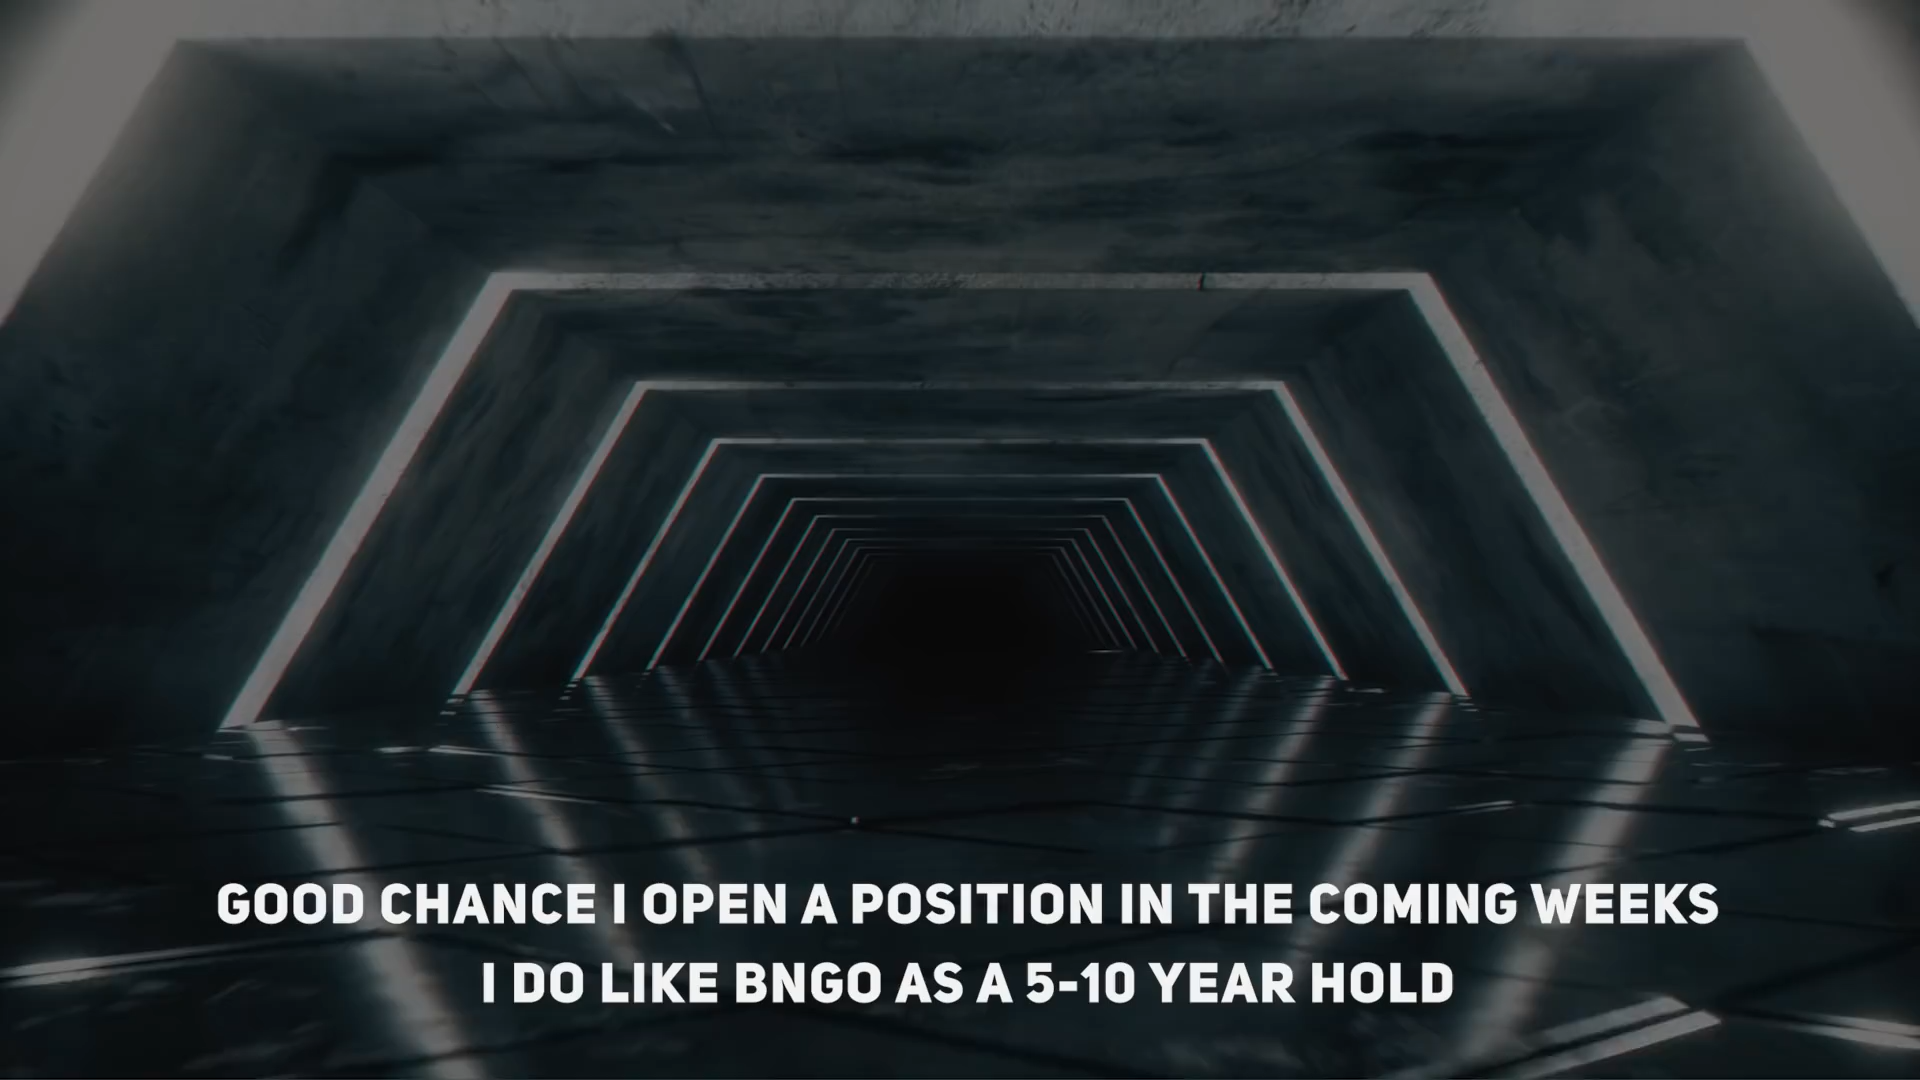 GOOD CHANCE I OPEN A POSITION IN THE COMING WEEKS
I DO LIKE BNGO AS A 5-10 YEAR HOLD